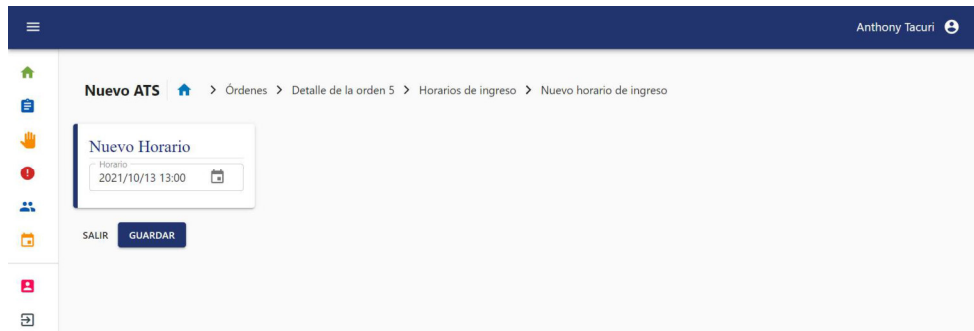 Anthony Tacuri
Nuevo ATS > Órdenes > Detalle de la orden 5 > Horarios de ingreso > Nuevo horario de ingreso
Nuevo Horario
Horario
2021/10/13 13:00
SALIR GUARDAR